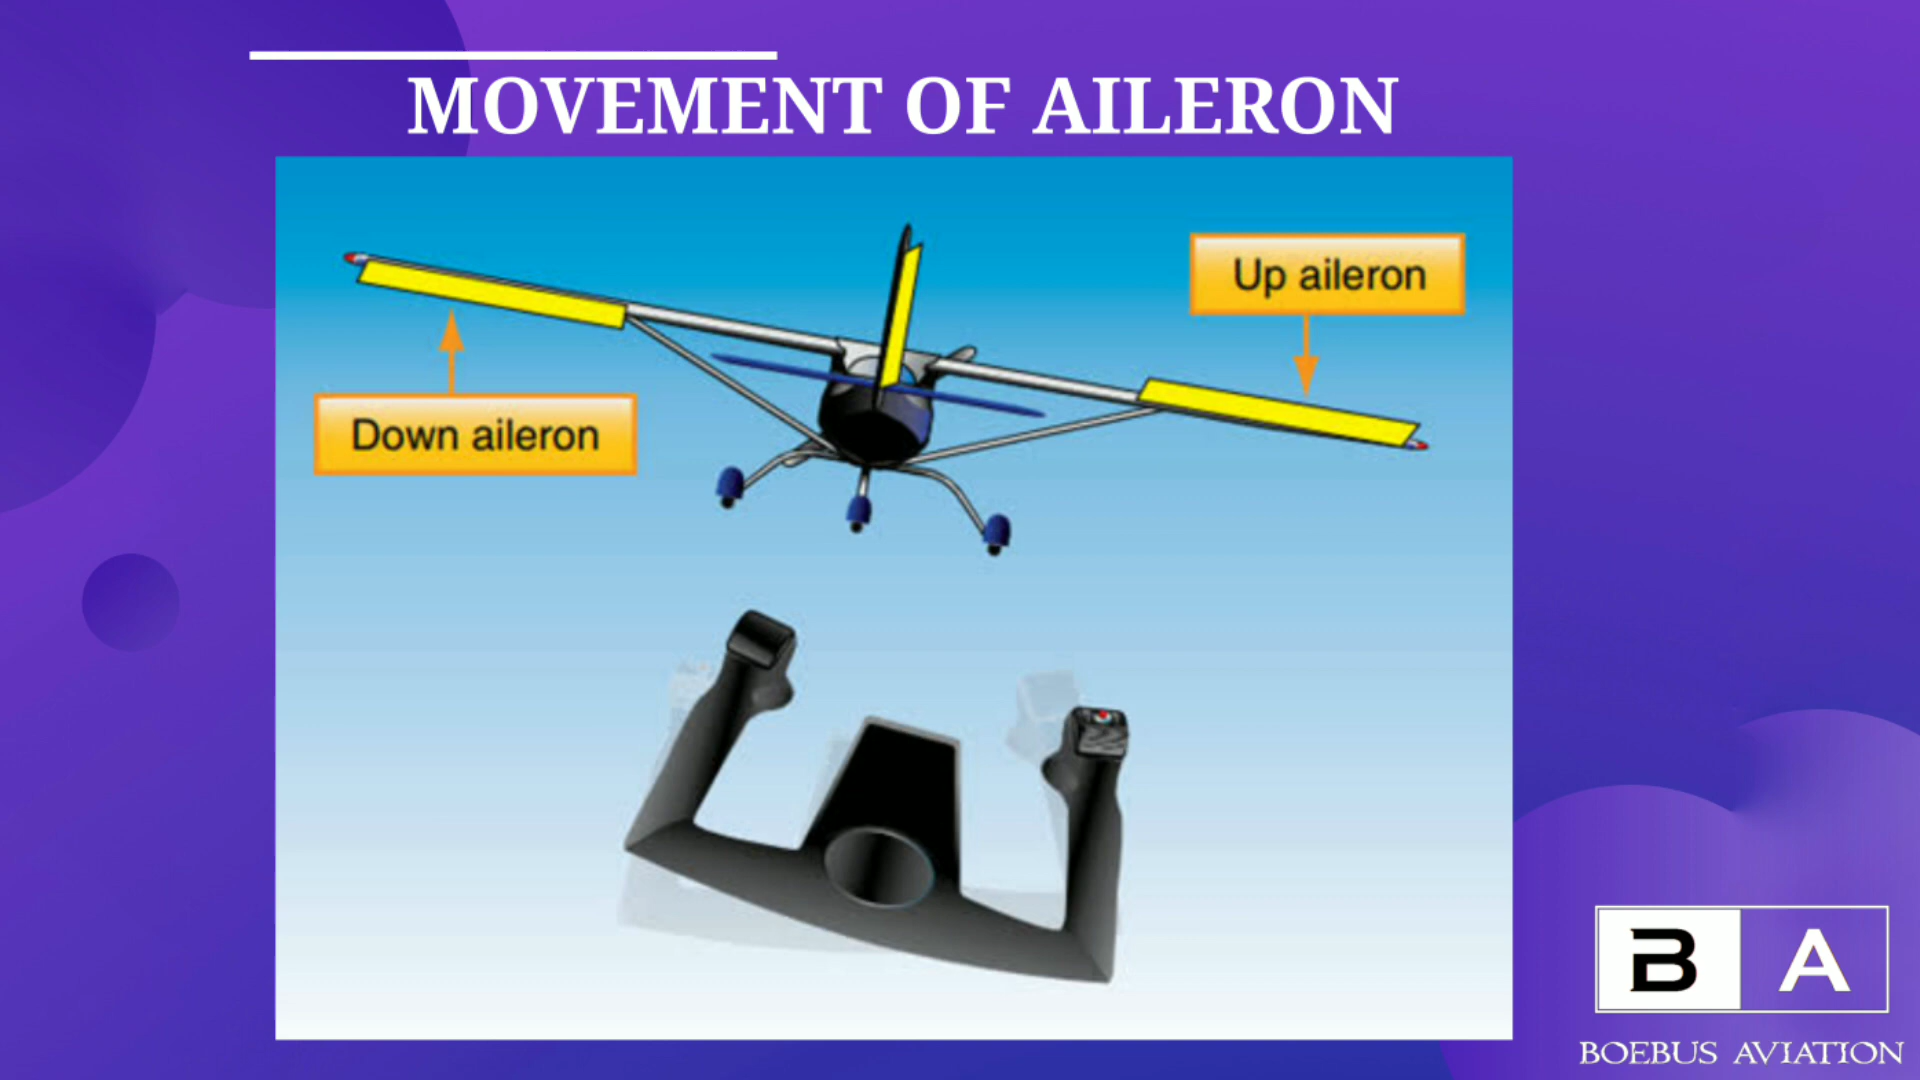 MOVEMENT OF AILERON
Up aileron
Down aileron
B A
BOEBUS AVIATION